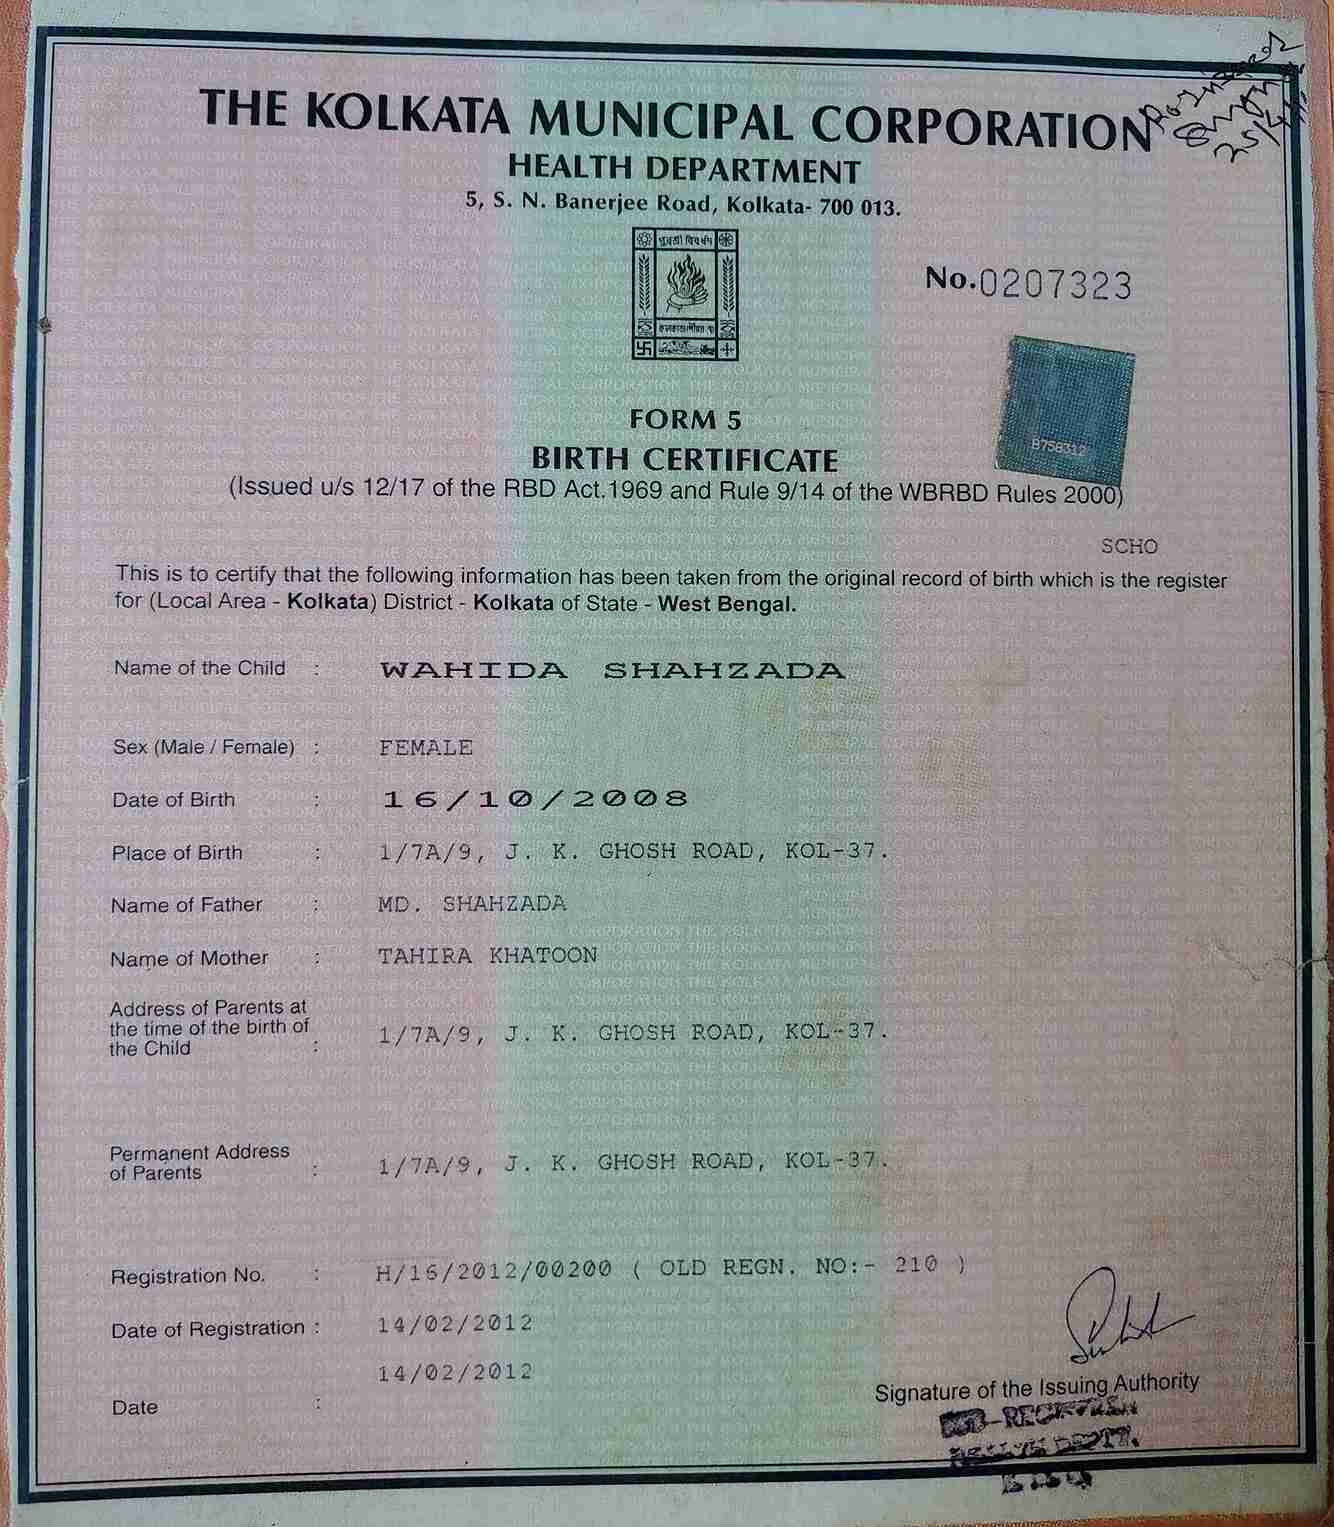 THE KOLKATA MUNICIPAL CORPORATION
HEALTH DEPARTMENT
5, S. N. Banerjee Road, Kolkata- 700 013.
No.0207323
B758312
FORM 5
BIRTH CERTIFICATE
(Issued u/s 12/17 of the RBD Act.1969 and Rule 9/14 of the WBRBD Rules 2000)
SCHO
This is to certify that the following information has been taken from the original record of birth which is the register
for (Local Area - Kolkata) District - Kolkata of State - West Bengal.
Name of the Child : WAHIDA SHAHZADA
Sex (Male / Female) : FEMALE
Date of Birth : 16/10/2008
Place of Birth : 1/7A/9, J. K. GHOSH ROAD, KOL-37.
Name of Father : MD. SHAHZADA
Name of Mother : TAHIRA KHATOON
Address of Parents at
the time of the birth of
the Child : 1/7A/9, J. K. GHOSH ROAD, KOL-37.
Permanent Address
of Parents : 1/7A/9, J. K. GHOSH ROAD, KOL-37.
Registration No. : H/16/2012/00200 ( OLD REGN. NO:- 210 )
Date of Registration : 14/02/2012
14/02/2012
Date :
Signature of the Issuing Authority